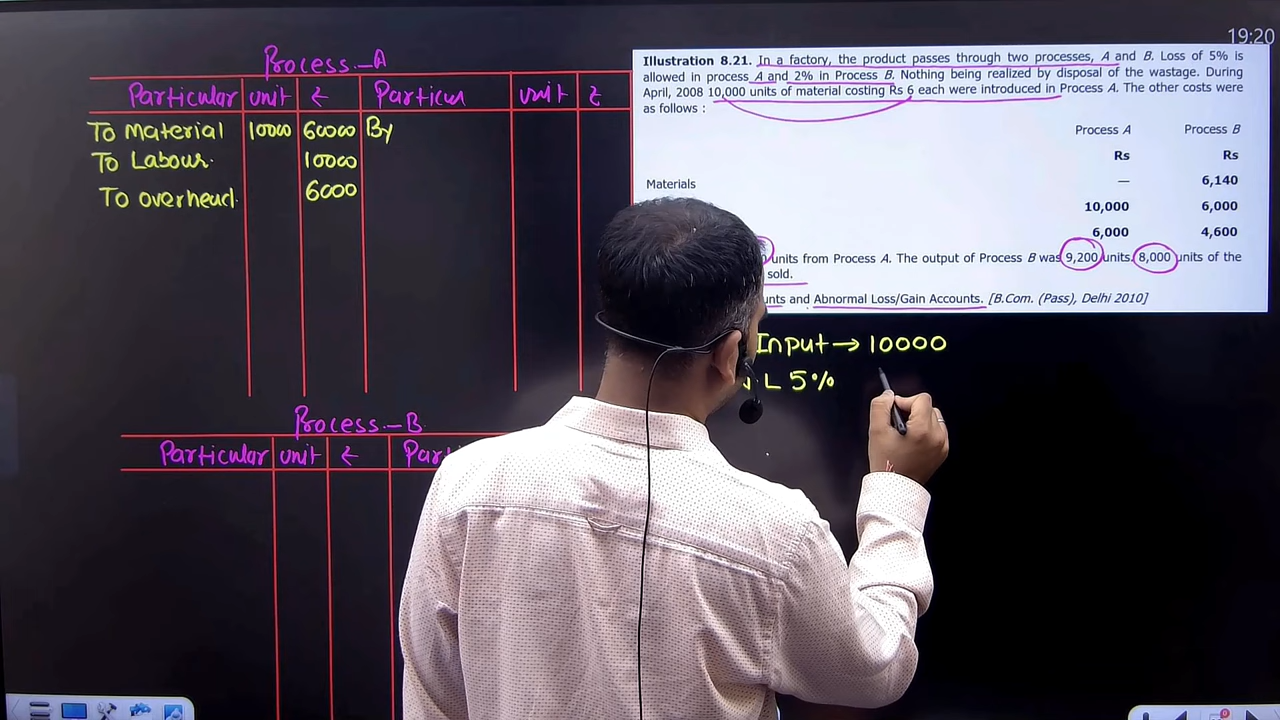 19:20
Process-A
Particular unit ₹ Particur unit ₹
To Material 10000 60000 By
To Labour 10000
To overhead 6000
Process-B
Particular unit ₹ Parti
Illustration 8.21. In a factory, the product passes through two processes, A and B. Loss of 5% is
allowed in process A and 2% in Process B. Nothing being realized by disposal of the wastage. During
April, 2008 10,000 units of material costing Rs 6 each were introduced in Process A. The other costs were
as follows :
Process A Process B
Rs Rs
Materials — 6,140
10,000 6,000
6,000 4,600
units from Process A. The output of Process B was 9,200 units. 8,000 units of the
sold.
and Abnormal Loss/Gain Accounts. [B.Com. (Pass), Delhi 2010]
Input → 10000
L 5%